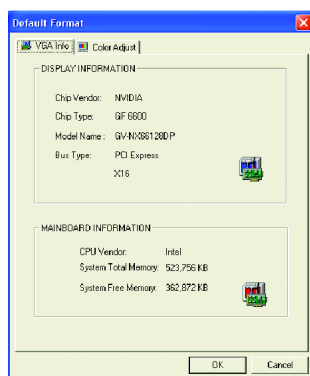 Default Format
VGA Info
Color Adjust
DISPLAY INFORMATION
Chip Vendor: NVIDIA
Chip Type: GF 6600
Model Name : GV-NX66128DP
Bus Type: PCI Express
X16
MAINBOARD INFORMATION
CPU Vendor: Intel
System Total Memory: 523,756 KB
System Free Memory: 362,872 KB
OK
Cancel